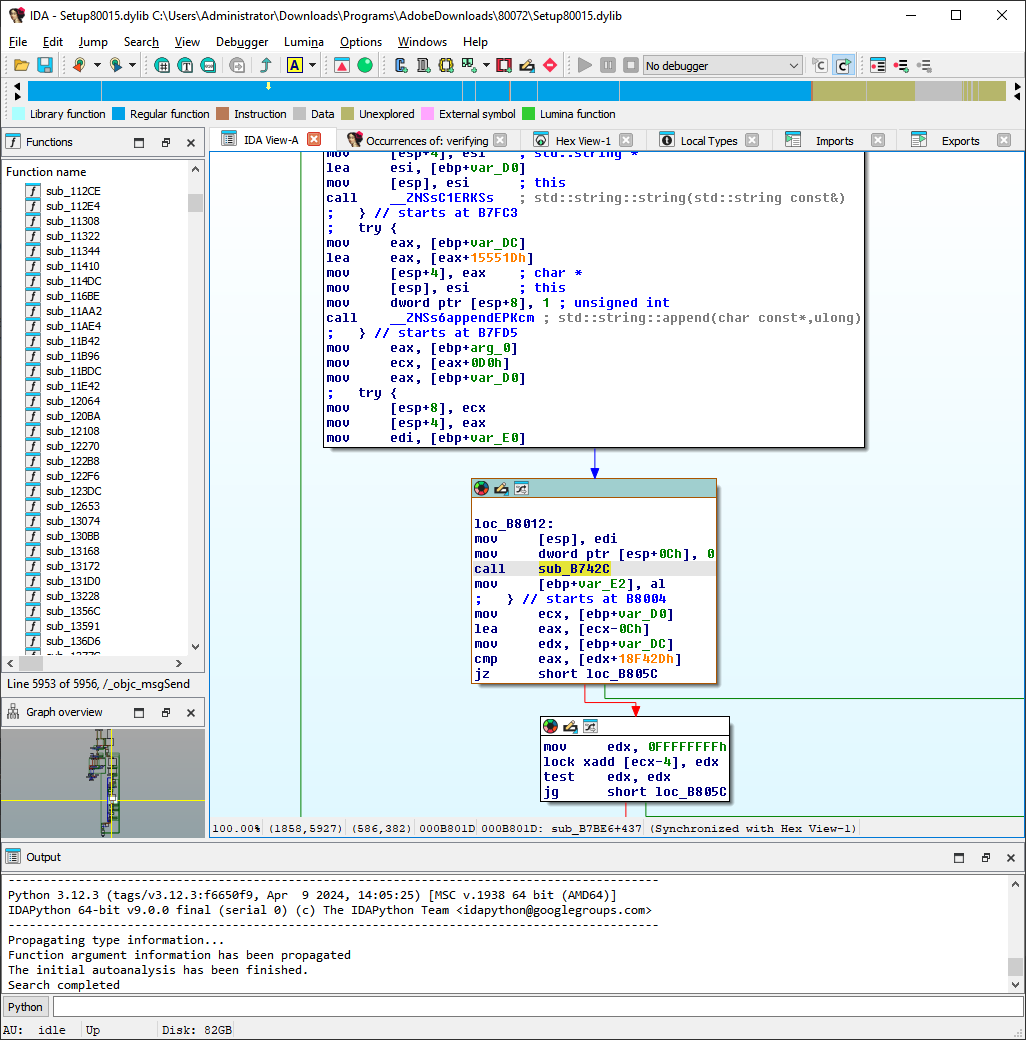 IDA - Setup80015.dylib C:\Users\Administrator\Downloads\Programs\AdobeDownloads\80072\Setup80015.dylib
File Edit Jump Search View Debugger Lumina Options Windows Help
No debugger
Library function Regular function Instruction Data Unexplored External symbol Lumina function
Functions
IDA View-A Occurrences of: verifying Hex View-1 Local Types Imports Exports
Function name
sub_112CE
sub_112E4
sub_11308
sub_11322
sub_11344
sub_11410
sub_114DC
sub_116BE
sub_11AA2
sub_11AE4
sub_11B42
sub_11B96
sub_11BDC
sub_11E42
sub_12064
sub_120BA
sub_12108
sub_12270
sub_122B8
sub_122F6
sub_123DC
sub_12653
sub_13074
sub_130BB
sub_13168
sub_13172
sub_131D0
sub_13228
sub_1356C
sub_13591
sub_136D6
Line 5953 of 5956, /_objc_msgSend
Graph overview
mov [esp+4], esi ; std::string *
lea esi, [ebp+var_D0]
mov [esp], esi ; this
call __ZNSsC1ERKSs ; std::string::string(std::string const&)
; } // starts at B7FC3
; try {
mov eax, [ebp+var_DC]
lea eax, [eax+15551Dh]
mov [esp+4], eax ; char *
mov [esp], esi ; this
mov dword ptr [esp+8], 1 ; unsigned int
call __ZNSs6appendEPKcm ; std::string::append(char const*,ulong)
; } // starts at B7FD5
mov eax, [ebp+arg_0]
mov ecx, [eax+0D0h]
mov eax, [ebp+var_D0]
; try {
mov [esp+8], ecx
mov [esp+4], eax
mov edi, [ebp+var_E0]
loc_B8012:
mov [esp], edi
mov dword ptr [esp+0Ch], 0
call sub_B742C
mov [ebp+var_E2], al
; } // starts at B8004
mov ecx, [ebp+var_D0]
lea eax, [ecx-0Ch]
mov edx, [ebp+var_DC]
cmp eax, [edx+18F42Dh]
jz short loc_B805C
mov edx, 0FFFFFFFFh
lock xadd [ecx-4], edx
test edx, edx
jg short loc_B805C
100.00% (1858,5927) (586,382) 000B801D 000B801D: sub_B7BE6+437 (Synchronized with Hex View-1)
Output
Python 3.12.3 (tags/v3.12.3:f6650f9, Apr  9 2024, 14:05:25) [MSC v.1938 64 bit (AMD64)]
IDAPython 64-bit v9.0.0 final (serial 0) (c) The IDAPython Team <idapython@googlegroups.com>
Propagating type information...
Function argument information has been propagated
The initial autoanalysis has been finished.
Search completed
Python
AU: idle Up Disk: 82GB